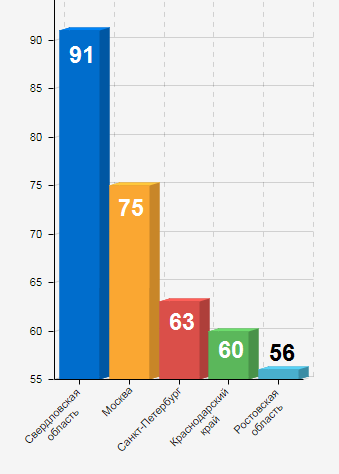 90
85
80
75
70
65
60
55
91
75
63
60
56
Свердловская
область
Москва
Санкт-Петербург
Краснодарский
край
Ростовская
область